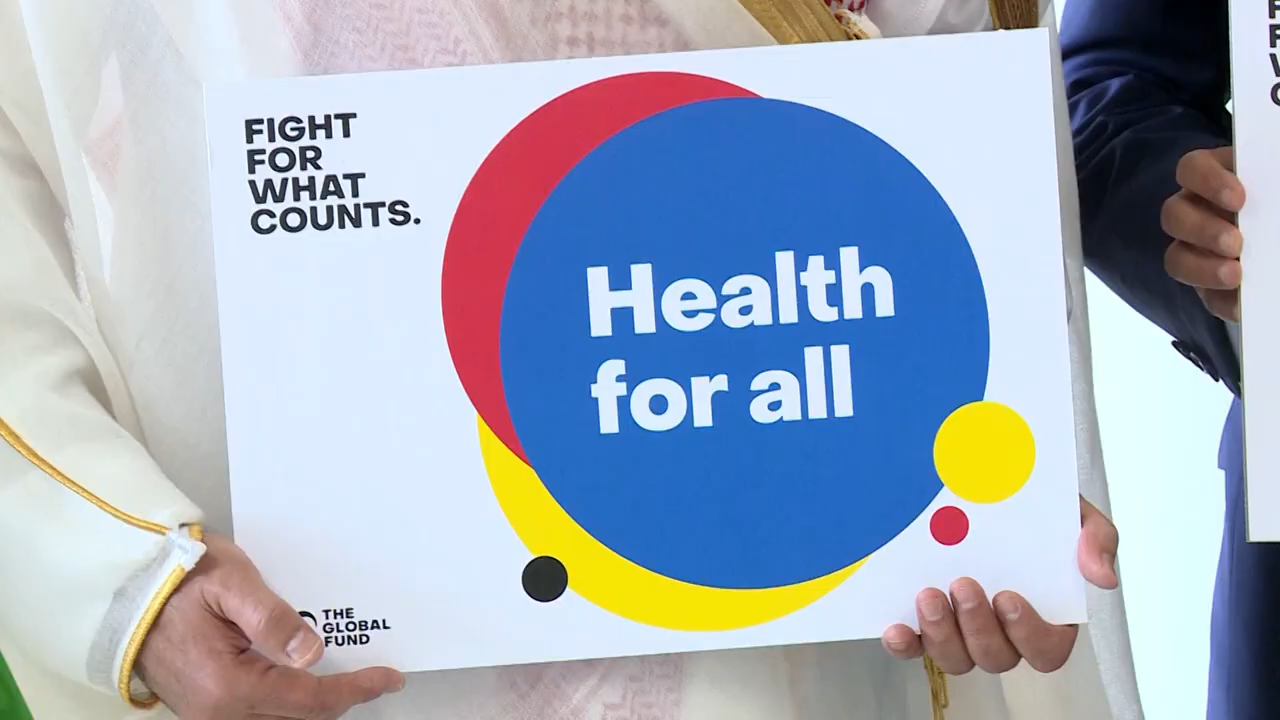 FIGHT
FOR
WHAT
COUNTS.
Health
for all
THE
GLOBAL
FUND